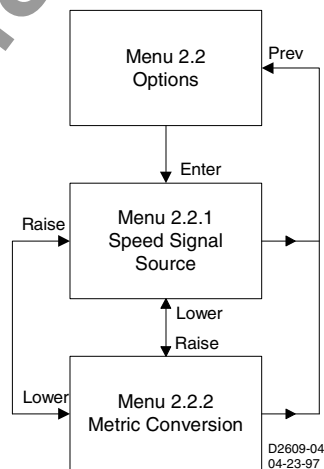 Menu 2.2
Options
Prev
Enter
Raise
Menu 2.2.1
Speed Signal
Source
Lower
Raise
Lower
Menu 2.2.2
Metric Conversion
D2609-04
04-23-97